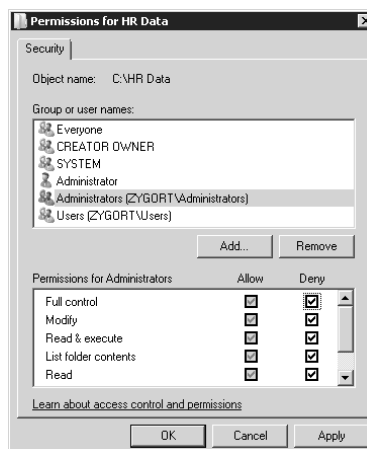 Permissions for HR Data
Security
Object name: C:\HR Data
Group or user names:
Everyone
CREATOR OWNER
SYSTEM
Administrator
Administrators (ZYGORT\Administrators)
Users (ZYGORT\Users)
Add... Remove
Permissions for Administrators Allow Deny
Full control
Modify
Read & execute
List folder contents
Read
Learn about access control and permissions
OK Cancel Apply